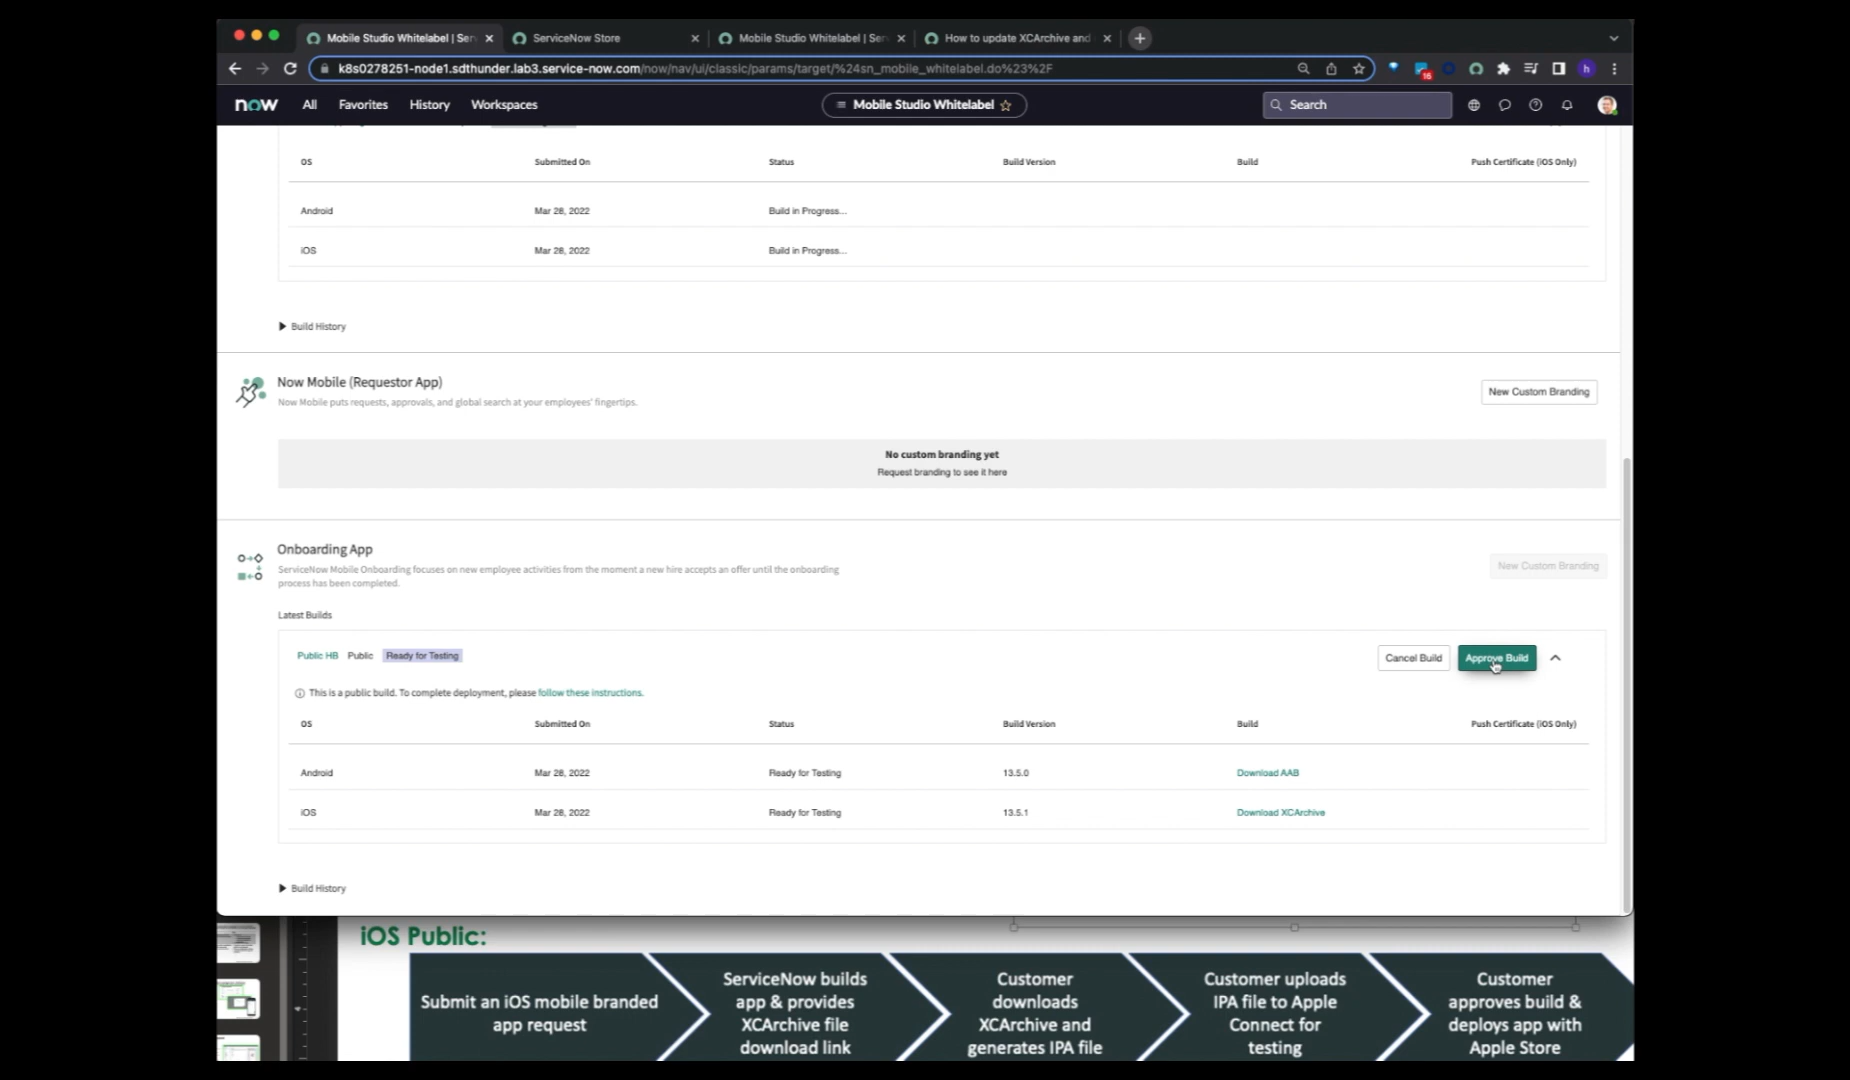 Mobile Studio Whitelabel | Ser
ServiceNow Store
Mobile Studio Whitelabel | Ser
How to update XCArchive and
k8s0278251-node1.sdthunder.lab3.service-now.com/now/nav/ui/classic/params/target/%24sn_mobile_whitelabel.do%23%2F
16
h
now
All
Favorites
History
Workspaces
Mobile Studio Whitelabel
Search
OS
Submitted On
Status
Build Version
Build
Push Certificate (iOS Only)
Android
Mar 28, 2022
Build in Progress...
iOS
Mar 28, 2022
Build in Progress...
Build History
Now Mobile (Requestor App)
Now Mobile puts requests, approvals, and global search at your employees' fingertips.
New Custom Branding
No custom branding yet
Request branding to see it here
Onboarding App
ServiceNow Mobile Onboarding focuses on new employee activities from the moment a new hire accepts an offer until the onboarding
process has been completed.
New Custom Branding
Latest Builds
Public HB
Public
Ready for Testing
Cancel Build
Approve Build
This is a public build. To complete deployment, please follow these instructions.
OS
Submitted On
Status
Build Version
Build
Push Certificate (iOS Only)
Android
Mar 28, 2022
Ready for Testing
13.5.0
Download AAB
iOS
Mar 28, 2022
Ready for Testing
13.5.1
Download XCArchive
Build History
iOS Public:
Submit an iOS mobile branded
app request
ServiceNow builds
app & provides
XCArchive file
download link
Customer
downloads
XCArchive and
generates IPA file
Customer uploads
IPA file to Apple
Connect for
testing
Customer
approves build &
deploys app with
Apple Store